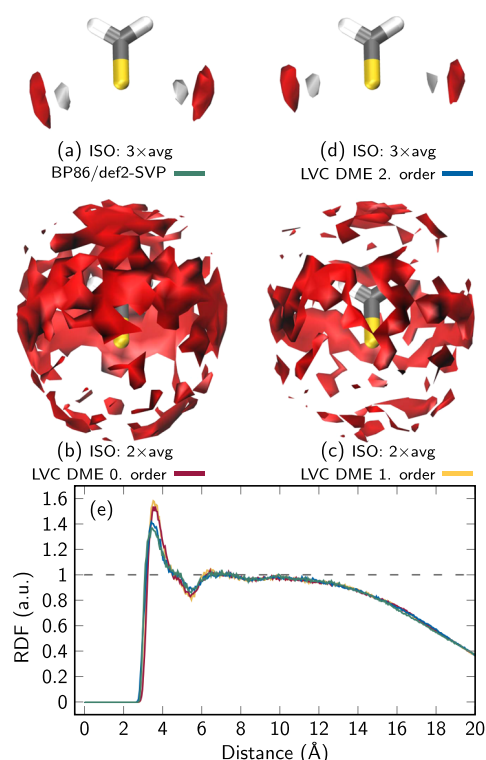 (a) ISO: 3×avg
BP86/def2-SVP
(d) ISO: 3×avg
LVC DME 2. order
(b) ISO: 2×avg
LVC DME 0. order
(c) ISO: 2×avg
LVC DME 1. order
(e)
RDF (a.u.)
1.6
1.4
1.2
1
0.8
0.6
0.4
0.2
0
0 2 4 6 8 10 12 14 16 18 20
Distance (Å)